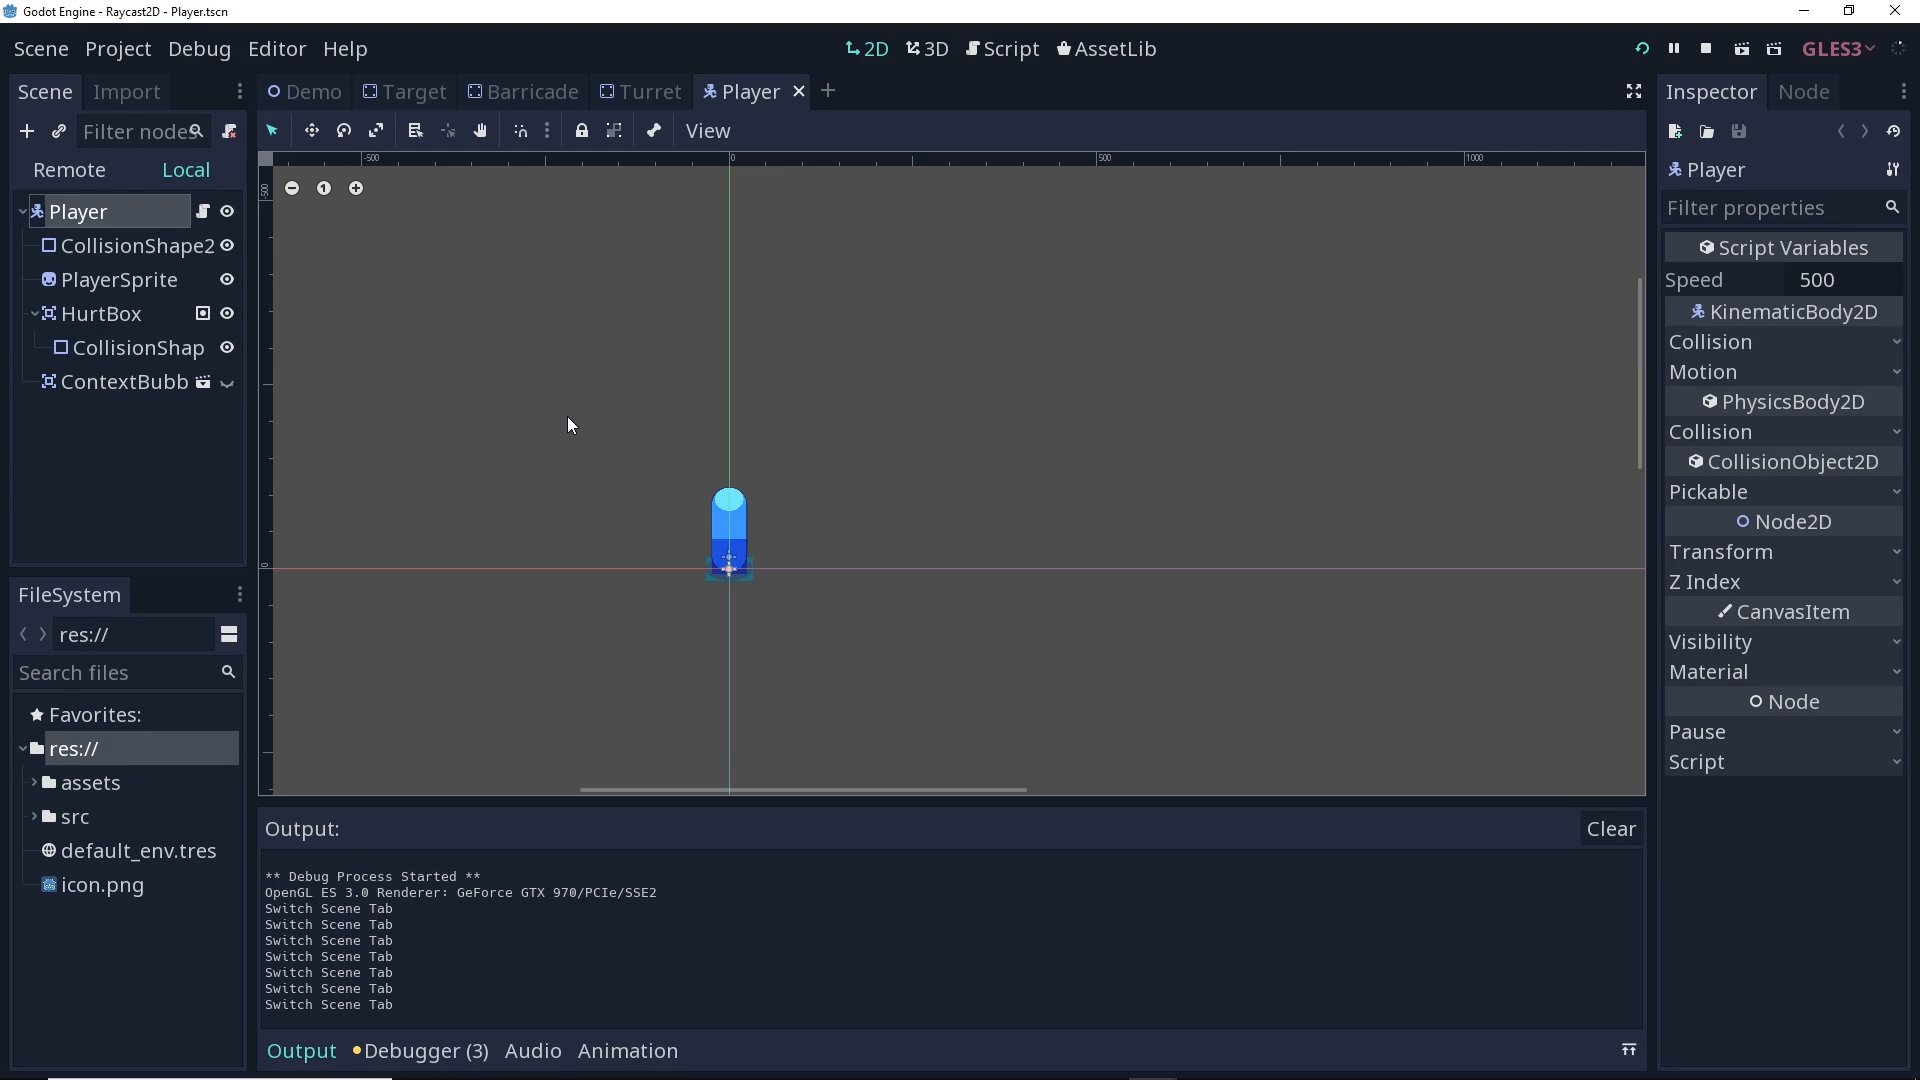 Godot Engine - Raycast2D - Player.tscn
Scene Project Debug Editor Help
2D 3D Script AssetLib
GLES3
Scene Import
Demo Target Barricade Turret Player
Inspector Node
Filter nodes
View
Remote Local
Player
CollisionShape2
PlayerSprite
HurtBox
CollisionShap
ContextBubb
-500 0 500 1000
-500
0
1
Player
Filter properties
Script Variables
Speed 500
KinematicBody2D
Collision
Motion
PhysicsBody2D
Collision
CollisionObject2D
Pickable
Node2D
Transform
Z Index
CanvasItem
Visibility
Material
Node
Pause
Script
FileSystem
res://
Search files
Favorites:
res://
assets
src
default_env.tres
icon.png
Output:
Clear
** Debug Process Started **
OpenGL ES 3.0 Renderer: GeForce GTX 970/PCIe/SSE2
Switch Scene Tab
Switch Scene Tab
Switch Scene Tab
Switch Scene Tab
Switch Scene Tab
Switch Scene Tab
Switch Scene Tab
Output Debugger (3) Audio Animation